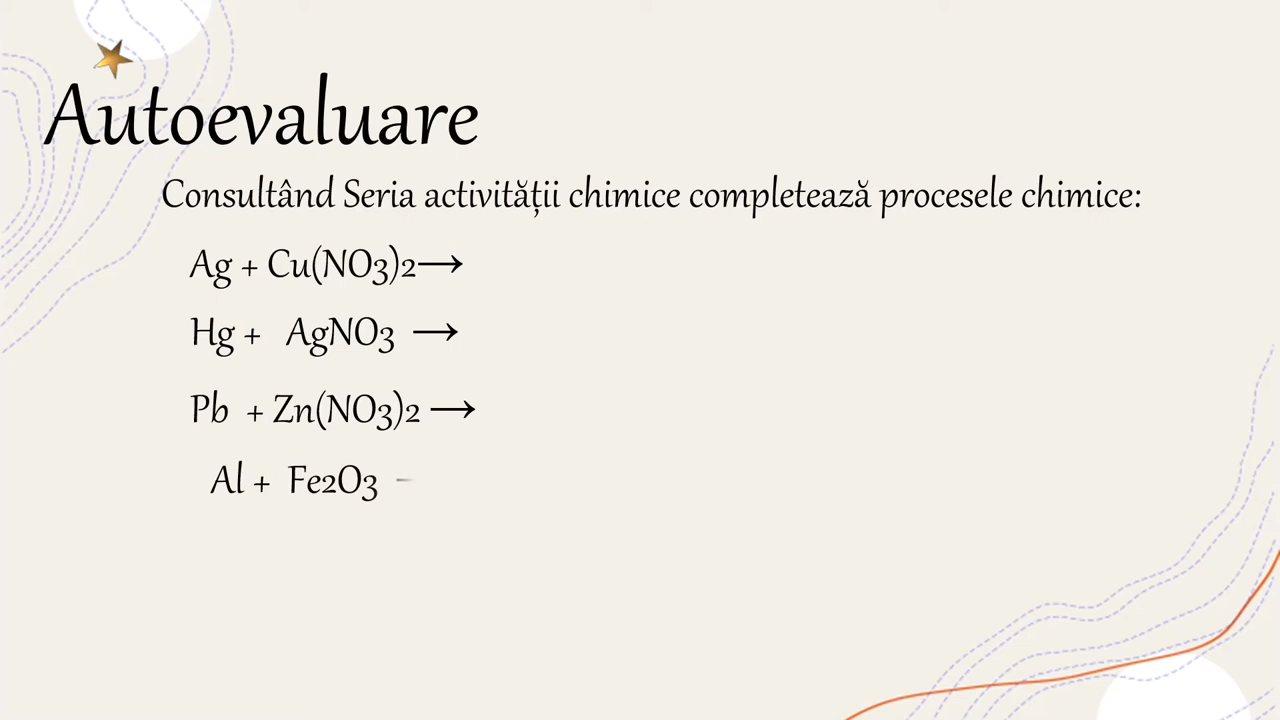 Autoevaluare
Consultând Seria activității chimice completează procesele chimice:
Ag + Cu(NO3)2→
Hg + AgNO3 →
Pb + Zn(NO3)2 →
Al + Fe2O3 -